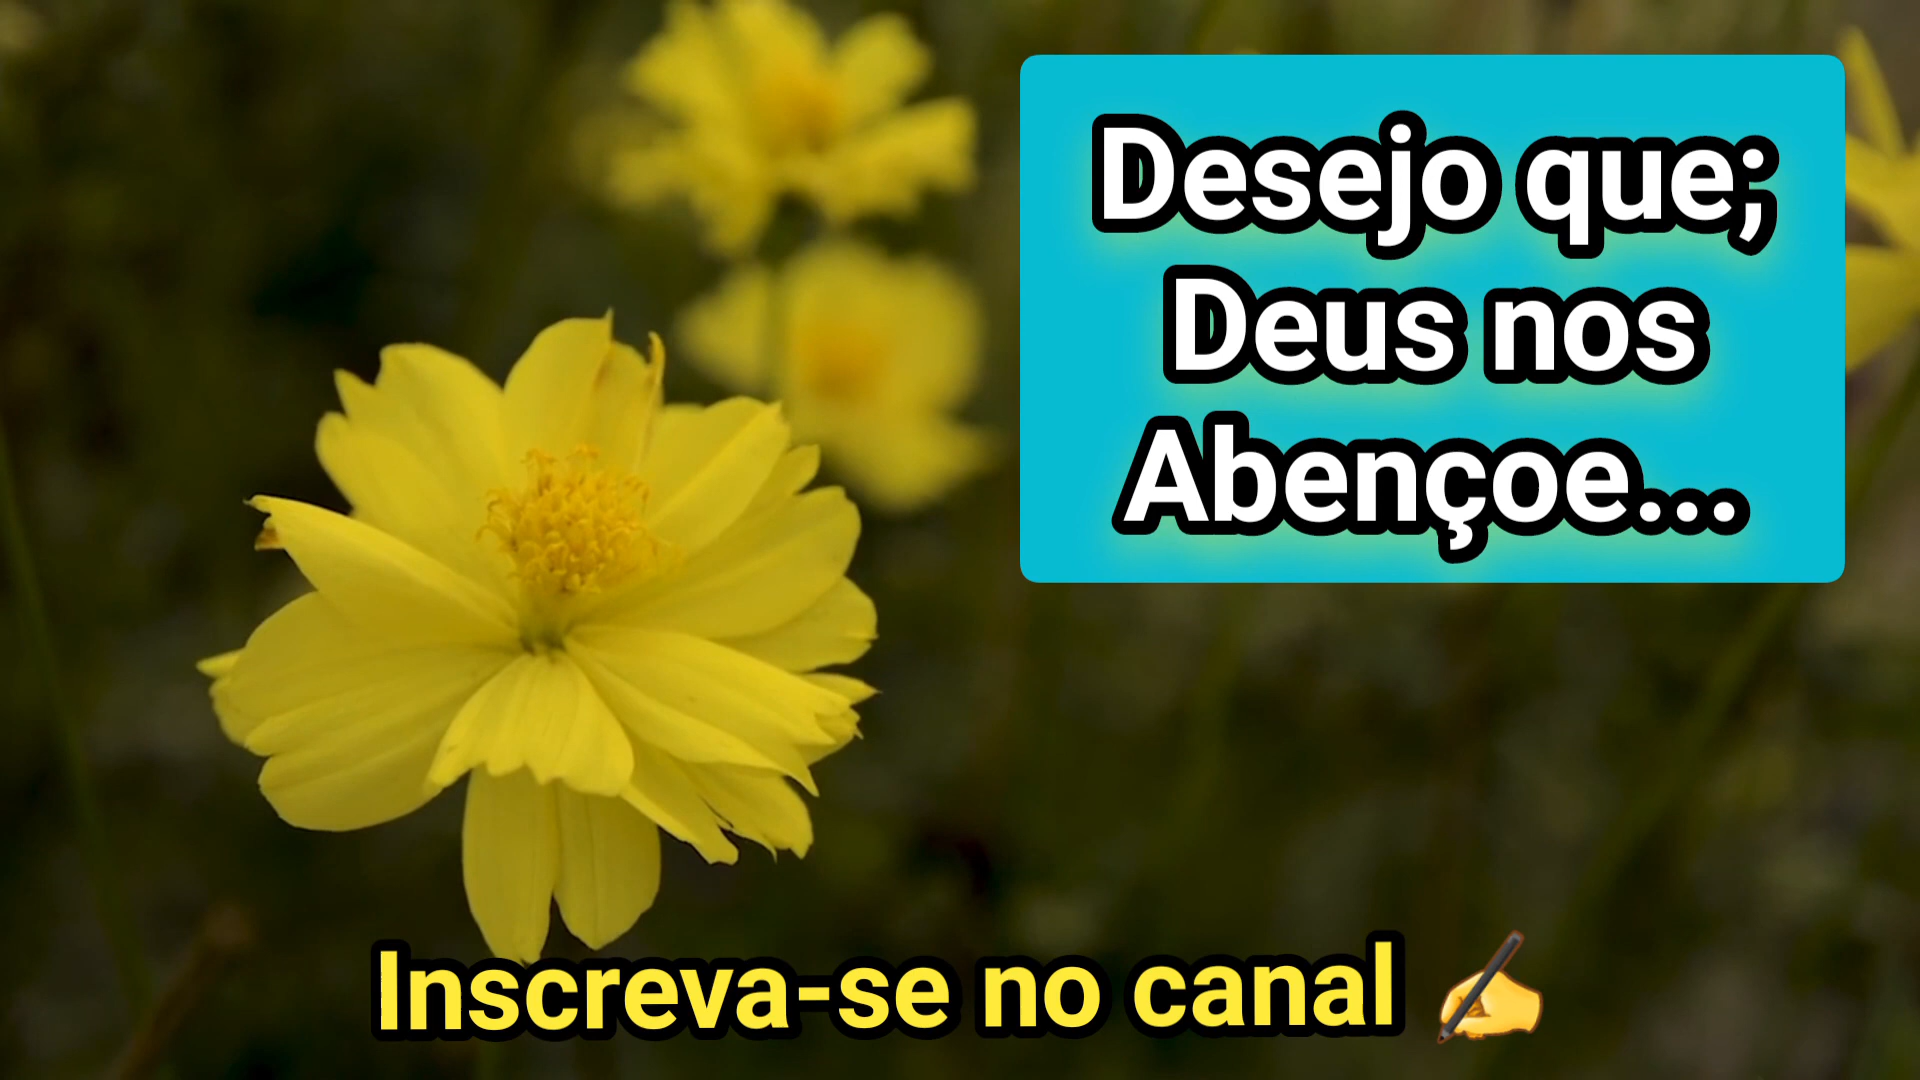 Desejo que;
Deus nos
Abençoe...
Inscreva-se no canal ✍